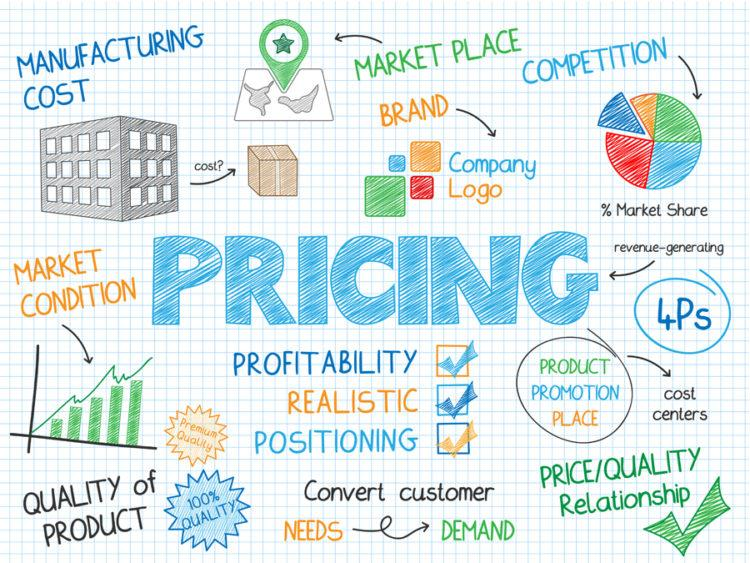 MANUFACTURING
COST
MARKET PLACE
COMPETITION
BRAND
cost?
Company
Logo
% Market Share
PRICING
revenue-generating
MARKET
CONDITION
4Ps
PROFITABILITY
REALISTIC
POSITIONING
PRODUCT
PROMOTION
PLACE
cost
centers
Premium
Quality
QUALITY of
PRODUCT
100%
QUALITY
Convert customer
NEEDS
DEMAND
PRICE/QUALITY
Relationship